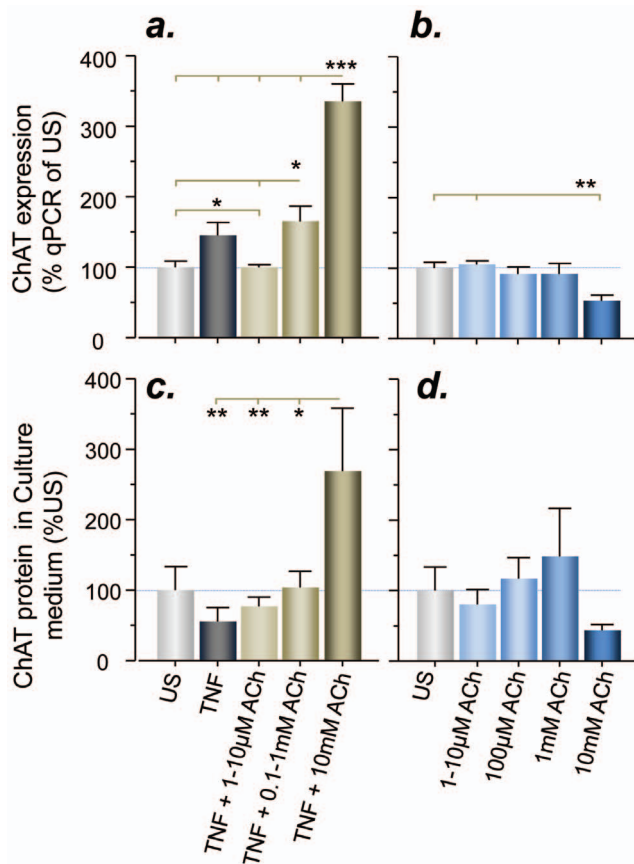 a.
b.
400
300
200
100
0
ChAT expression
(% qPCR of US)
***
*
*
**
c.
d.
400
300
200
100
0
ChAT protein in Culture
medium (%US)
** ** *
US
TNF
TNF + 1-10µM ACh
TNF + 0.1-1mM ACh
TNF + 10mM ACh
US
1-10µM ACh
100µM ACh
1mM ACh
10mM ACh